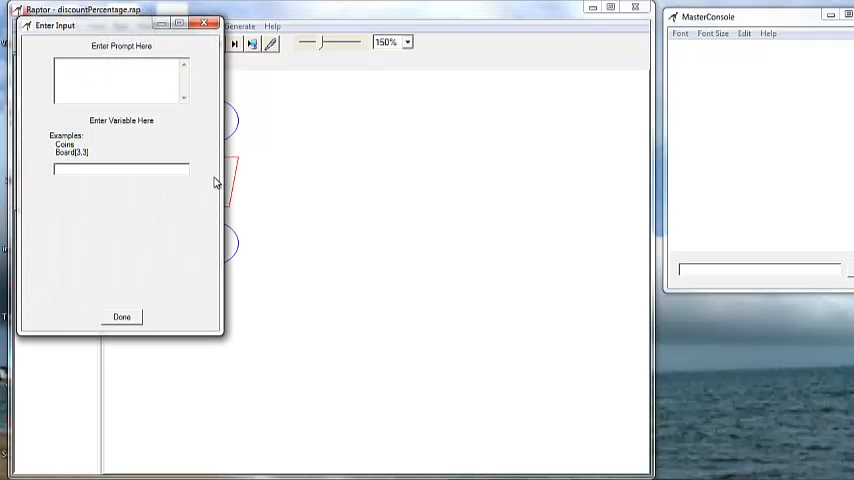 Raptor - discountPercentage.rap
Enter Input
Generate Help
150%
Enter Prompt Here
Enter Variable Here
Examples:
Coins
Board[3,3]
Done
MasterConsole
Font Font Size Edit Help